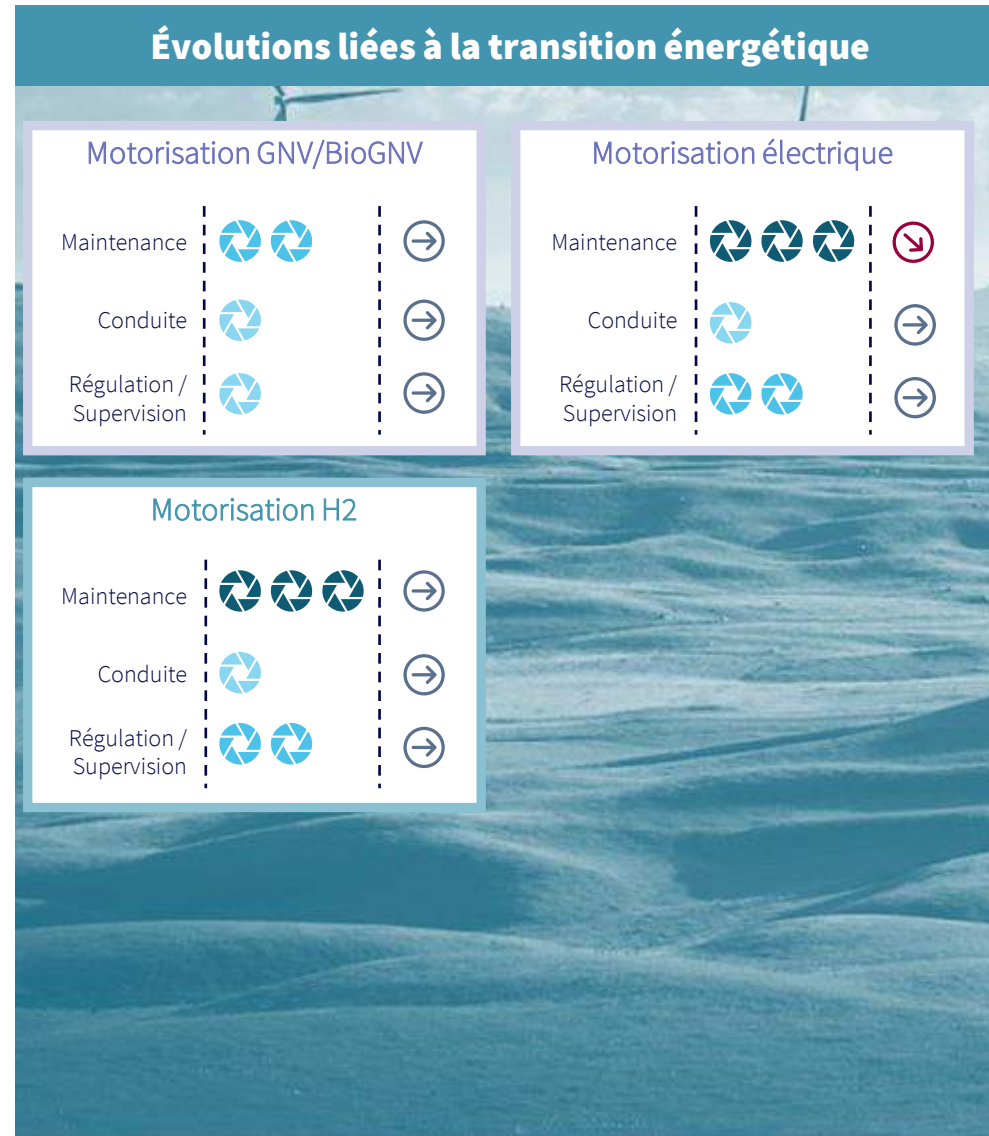 Évolutions liées à la transition énergétique
Motorisation GNV/BioGNV
Maintenance
Conduite
Régulation /
Supervision
Motorisation électrique
Maintenance
Conduite
Régulation /
Supervision
Motorisation H2
Maintenance
Conduite
Régulation /
Supervision